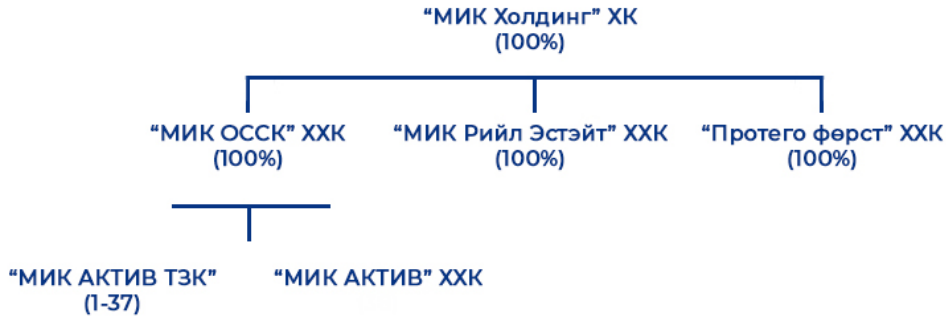 “МИК Холдинг” ХК
(100%)
“МИК ОССК” ХХК
(100%)
“МИК Рийл Эстэйт” ХХК
(100%)
“Протего фөрст” ХХК
(100%)
“МИК АКТИВ ТЗК”
(1-37)
“МИК АКТИВ” ХХК